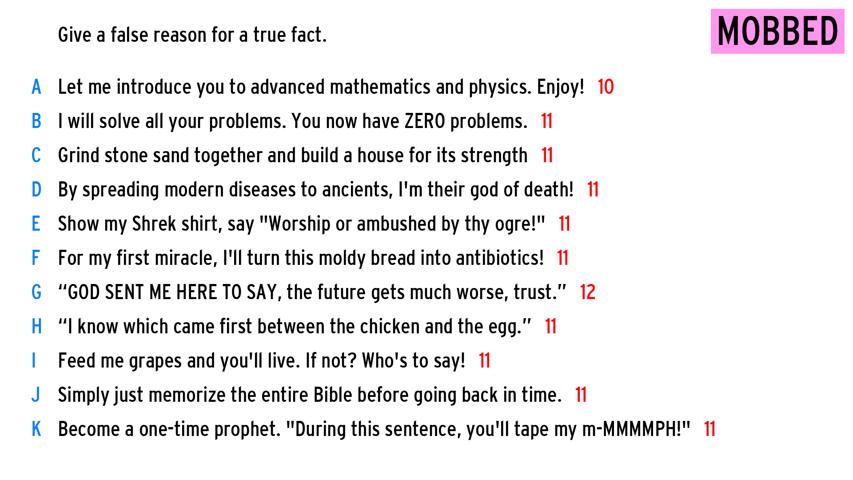 Give a false reason for a true fact.
MOBBED
A Let me introduce you to advanced mathematics and physics. Enjoy! 10
B I will solve all your problems. You now have ZERO problems. 11
C Grind stone sand together and build a house for its strength 11
D By spreading modern diseases to ancients, I'm their god of death! 11
E Show my Shrek shirt, say "Worship or ambushed by thy ogre!" 11
F For my first miracle, I'll turn this moldy bread into antibiotics! 11
G “GOD SENT ME HERE TO SAY, the future gets much worse, trust.” 12
H “I know which came first between the chicken and the egg.” 11
I Feed me grapes and you'll live. If not? Who's to say! 11
J Simply just memorize the entire Bible before going back in time. 11
K Become a one-time prophet. "During this sentence, you'll tape my m-MMMMPH!" 11